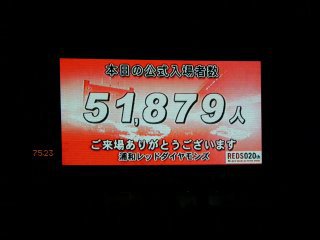 本日の公式入場者数
51,879人
ご来場ありがとうございます
浦和レッドダイヤモンズ
REDS020th
7523